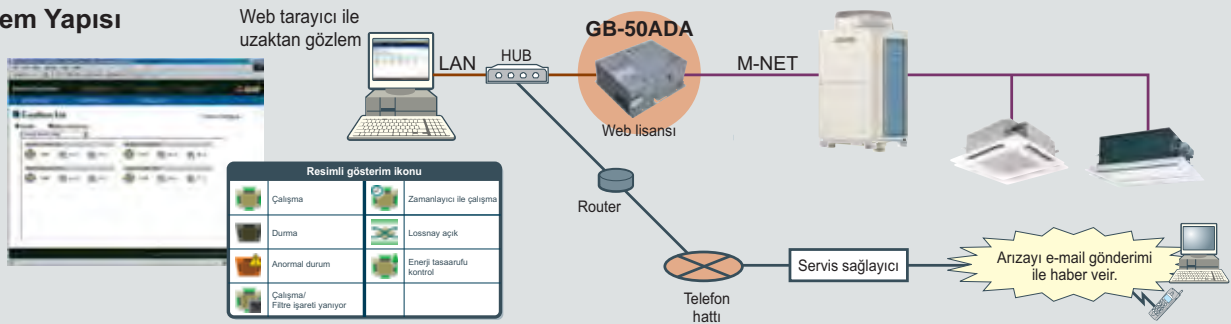 em Yapısı
Web tarayıcı ile
uzaktan gözlem
LAN
HUB
GB-50ADA
Web lisansı
M-NET
Resimli gösterim ikonu
Çalışma
Zamanlayıcı ile çalışma
Durma
Lossnay açık
Anormal durum
Enerji tasaarufu
kontrol
Çalışma/
Filtre işareti yanıyor
Router
Telefon
hattı
Servis sağlayıcı
Arızayı e-mail gönderimi
ile haber veir.